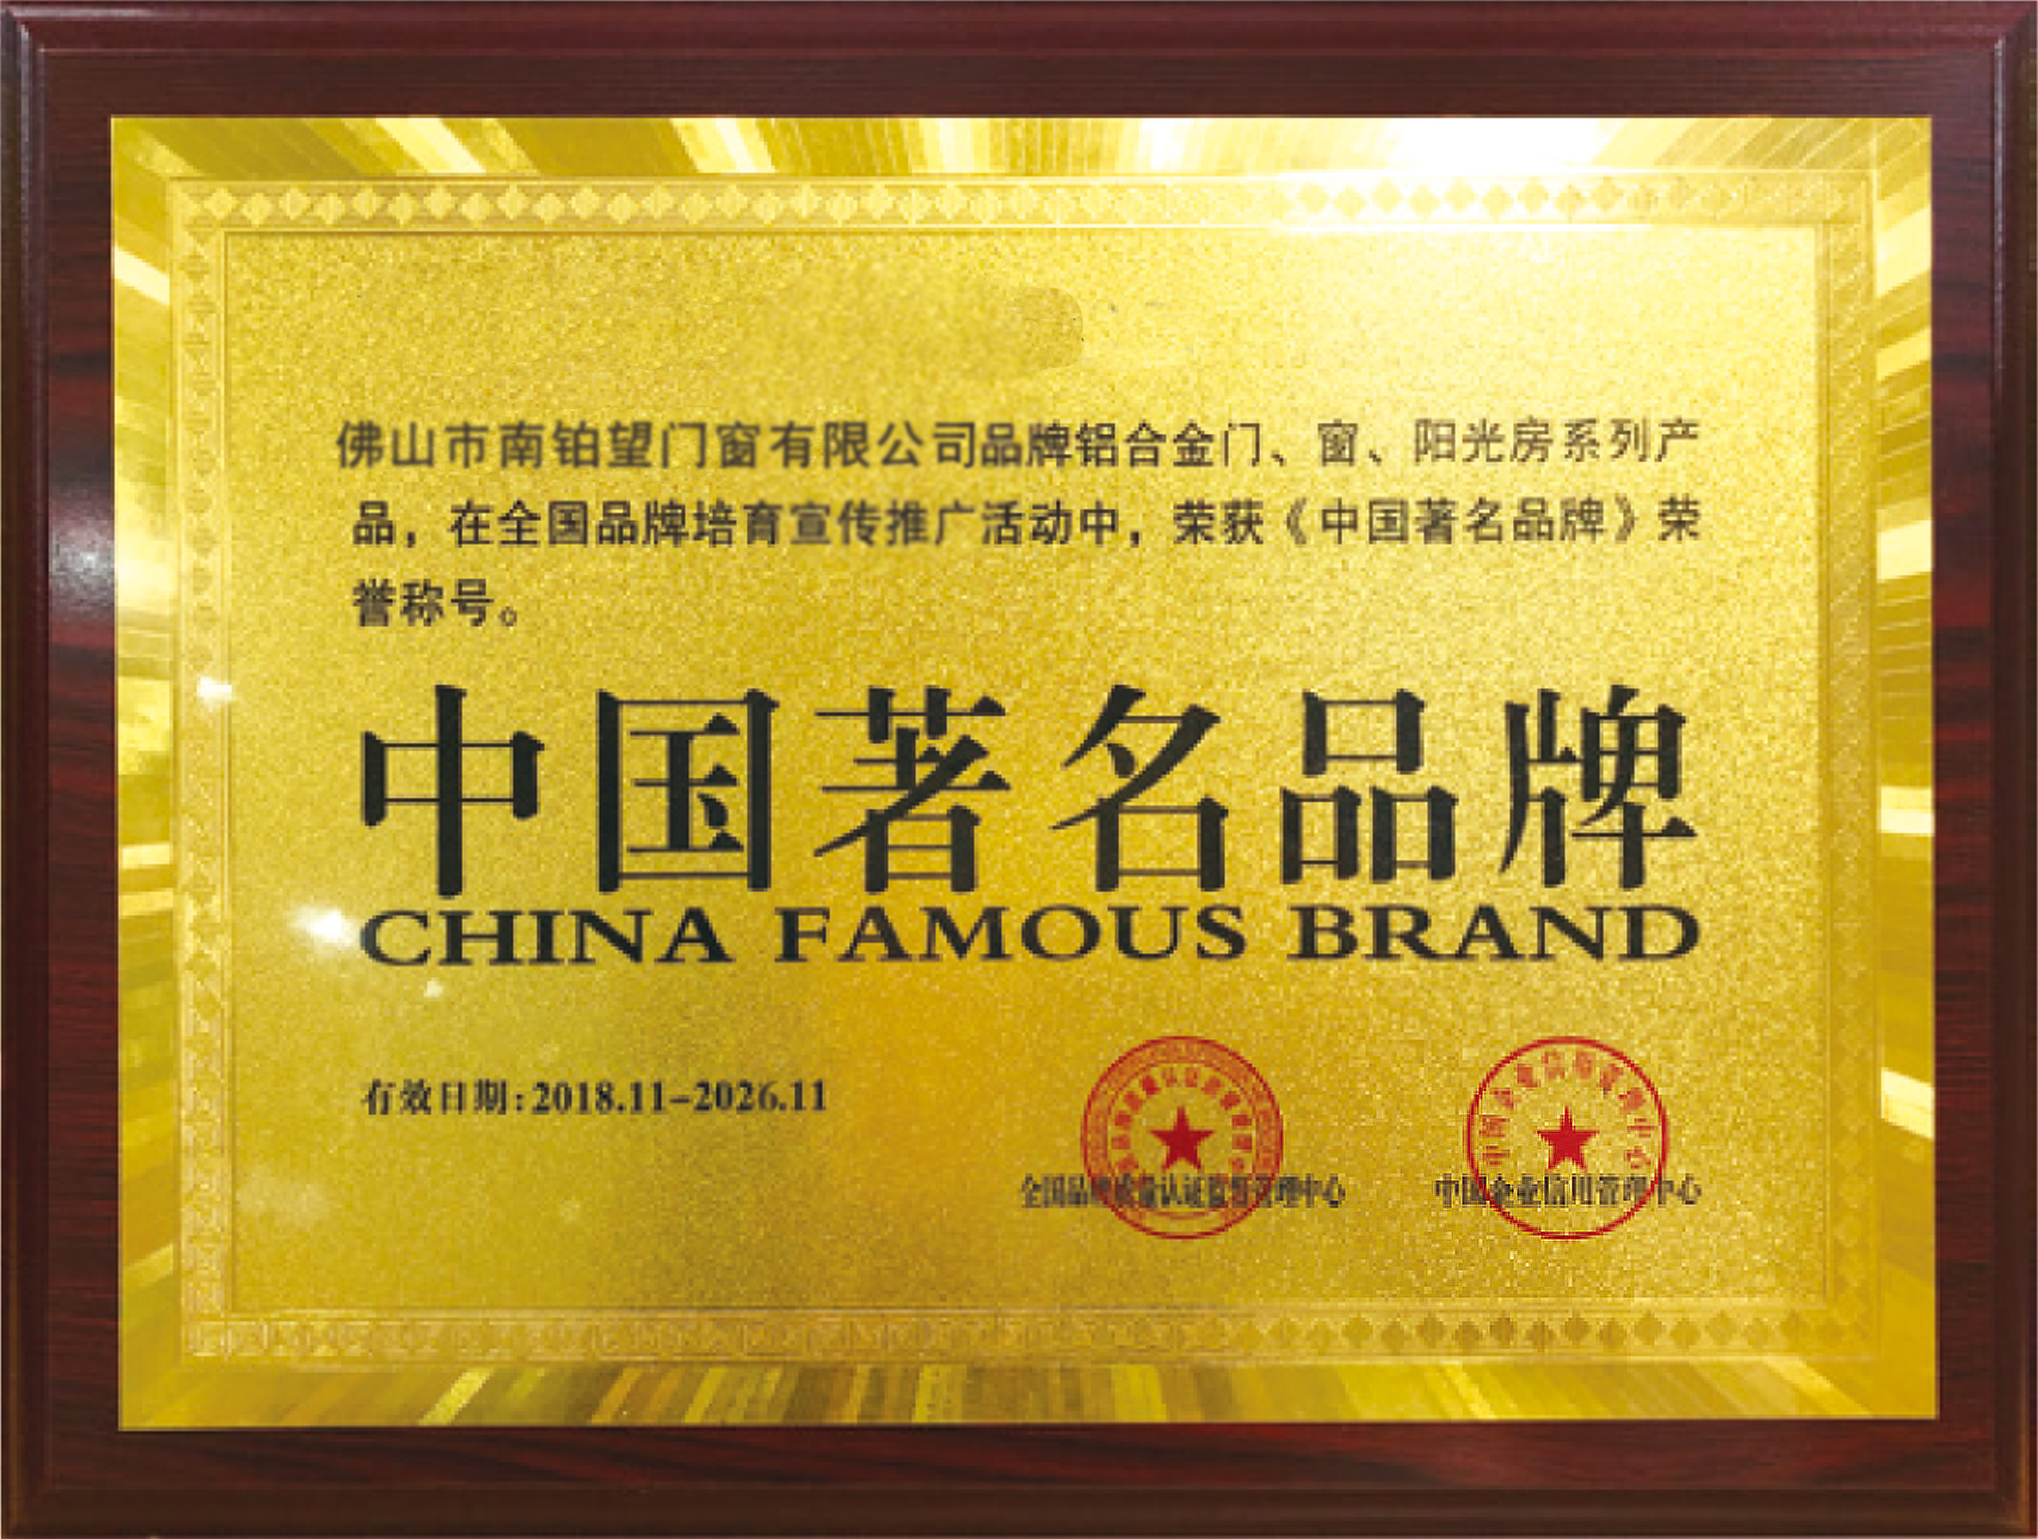 佛山市南铂望门窗有限公司品牌铝合金门、窗、阳光房系列产
品，在全国品牌培育宣传推广活动中，荣获《中国著名品牌》荣
誉称号。
中国著名品牌
CHINA FAMOUS BRAND
有效日期:2018.11-2026.11
全国品牌质量认证监督管理中心
中国企业信用管理中心